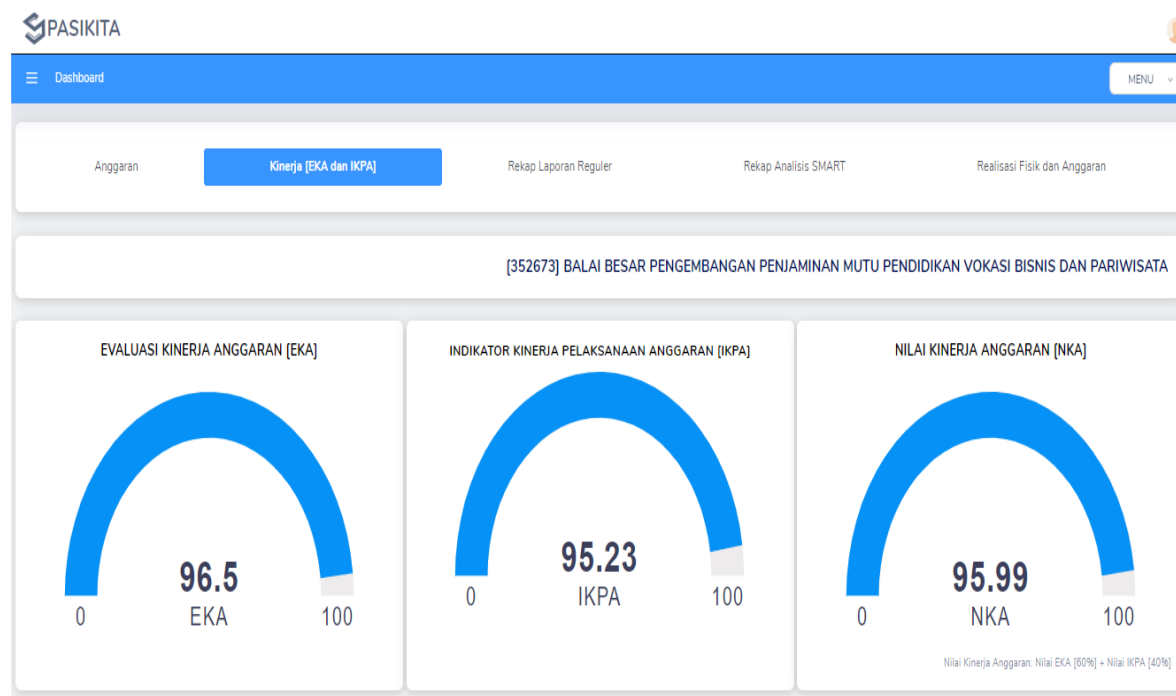 PASIKITA
Dashboard
MENU
Anggaran
Kinerja [EKA dan IKPA]
Rekap Laporan Reguler
Rekap Analisis SMART
Realisasi Fisik dan Anggaran
[352673] BALAI BESAR PENGEMBANGAN PENJAMINAN MUTU PENDIDIKAN VOKASI BISNIS DAN PARIWISATA
EVALUASI KINERJA ANGGARAN [EKA]
96.5
EKA
0
100
INDIKATOR KINERJA PELAKSANAAN ANGGARAN [IKPA]
95.23
IKPA
0
100
NILAI KINERJA ANGGARAN [NKA]
95.99
NKA
0
100
Nilai Kinerja Anggaran: Nilai EKA [60%] + Nilai IKPA [40%]